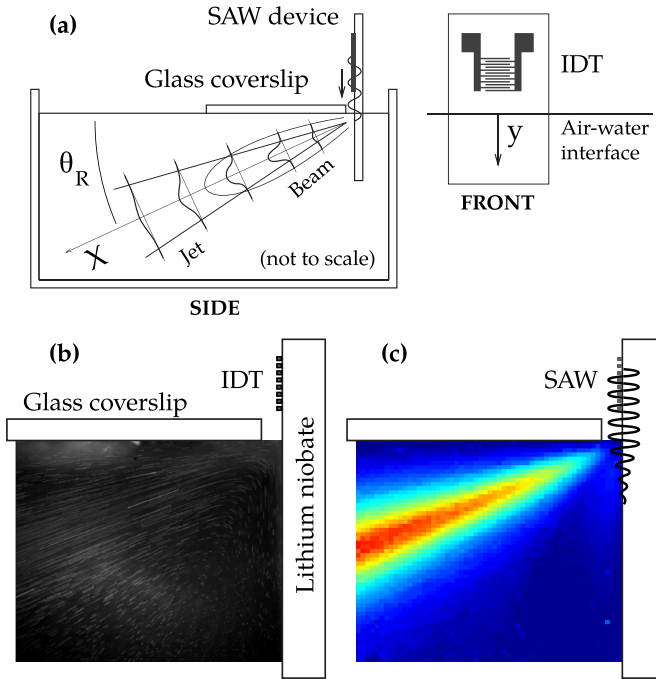 (a)
SAW device
Glass coverslip
θR
X
Beam
Jet
(not to scale)
SIDE
IDT
y
Air-water
interface
FRONT
(b)
IDT
Glass coverslip
Lithium niobate
(c)
SAW